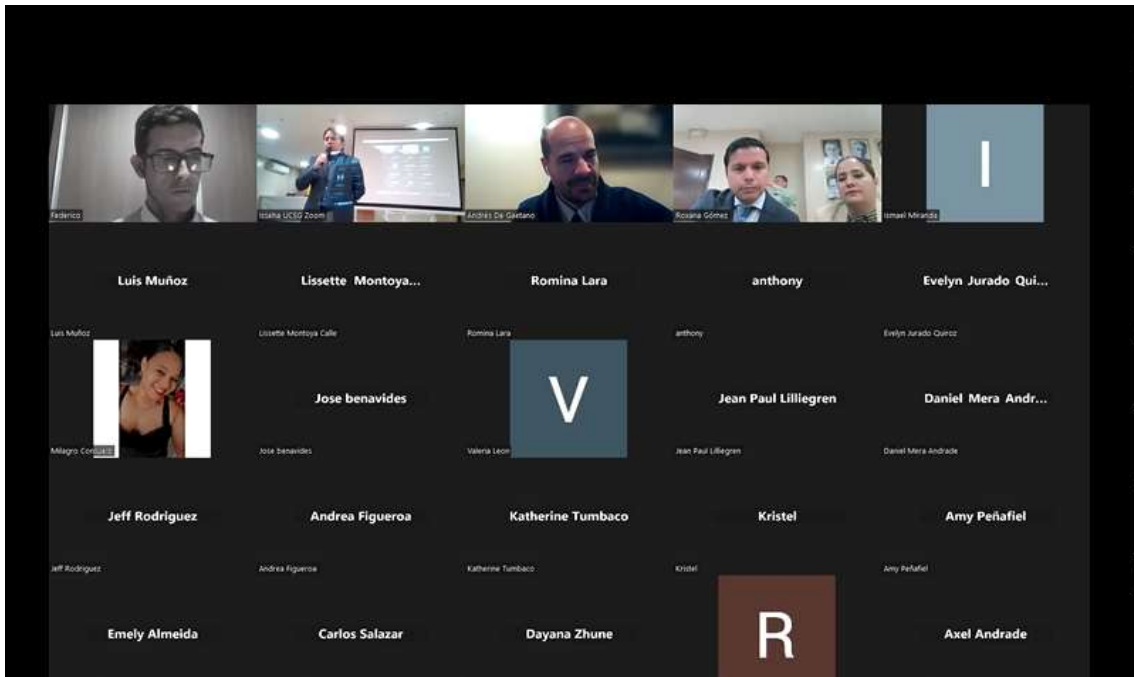 Federico
Issalha UCSG Zoom
Andrés De Gaetano
Roxana Gómez
I
Ismael Miranda
Luis Muñoz
Lissette Montoya...
Romina Lara
anthony
Evelyn Jurado Qui...
Luis Muñoz
Lissette Montoya Calle
Romina Lara
anthony
Evelyn Jurado Quiroz
Jose benavides
V
Jean Paul Lilliegren
Daniel Mera Andr...
Milagro
Jose benavides
Valeria Leon
Jean Paul Lilliegren
Daniel Mera Andrade
Jeff Rodriguez
Andrea Figueroa
Katherine Tumbaco
Kristel
Amy Peñafiel
Jeff Rodriguez
Andrea Figueroa
Katherine Tumbaco
Kristel
Amy Peñafiel
Emely Almeida
Carlos Salazar
Dayana Zhune
R
Axel Andrade